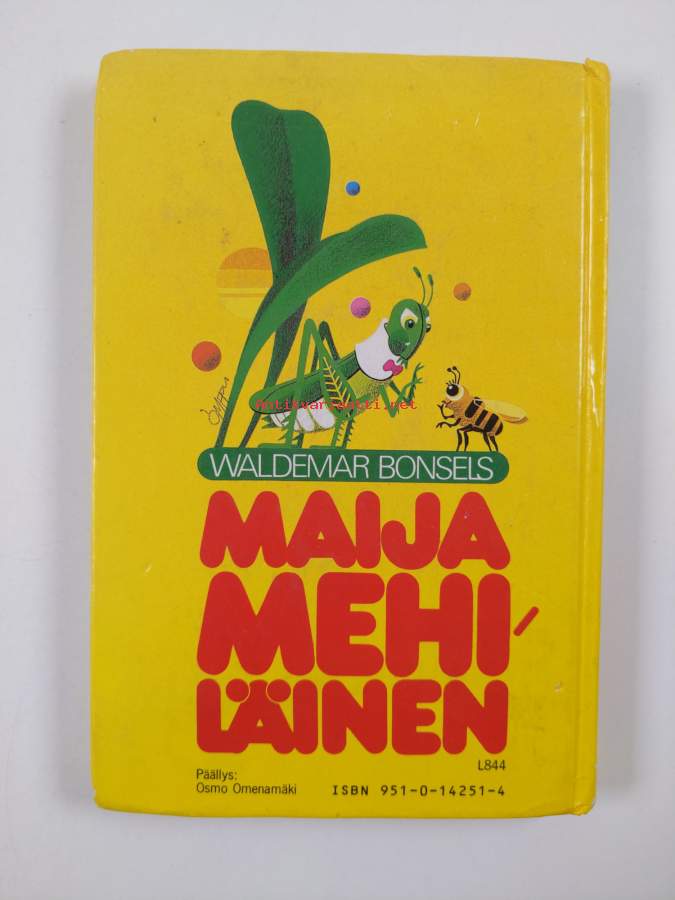 Antikvariaatti.net
WALDEMAR BONSELS
MAIJA
MEHI-
LÄINEN
L844
Päällys:
Osmo Omenamäki
ISBN 951-0-14251-4